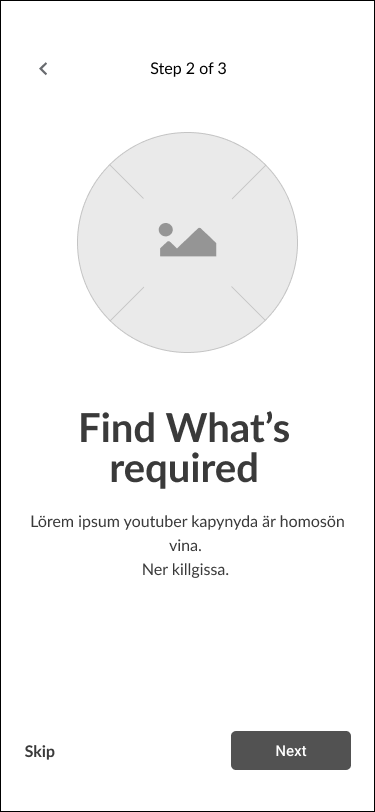 Step 2 of 3
Find What’s
required
Lörem ipsum youtuber kapynyda är homosön
vina.
Ner killgissa.
Skip
Next